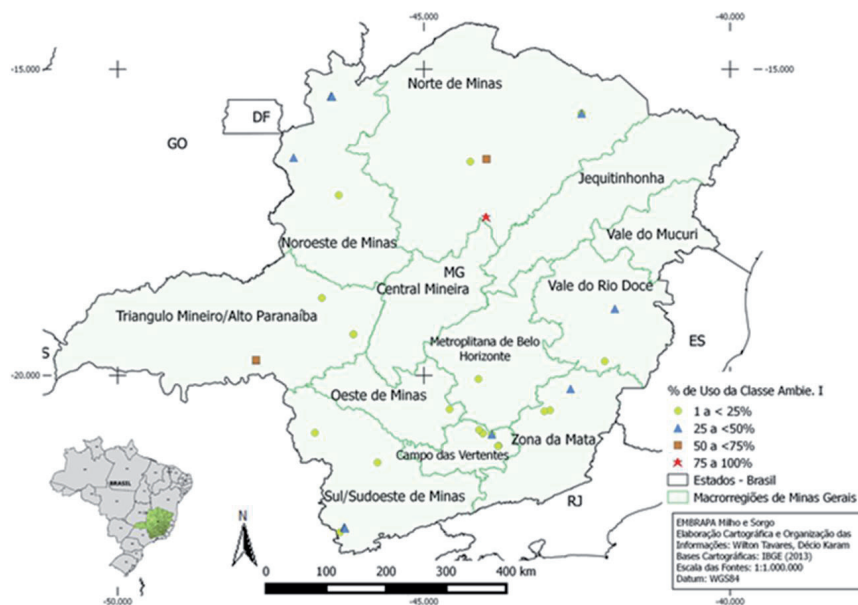 -45.000
-40.000
-15.000
-15.000
Norte de Minas
DF
GO
Jequitinhonha
Noroeste de Minas
Vale do Mucuri
MG
Central Mineira
Vale do Rio Doce
Triangulo Mineiro/Alto Paranaíba
Metroplitana de Belo
Horizonte
ES
S
-20.000
Oeste de Minas
Zona da Mata
Campo das Vertentes
Sul/Sudoeste de Minas
RJ
% de Uso da Classe Ambie. I
1 a < 25%
25 a <50%
50 a <75%
75 a 100%
Estados - Brasil
Macrorregiões de Minas Gerais
BRASIL
N
EMBRAPA Milho e Sorgo
Elaboração Cartográfica e Organização das
Informações: Wilton Tavares, Décio Karam
Bases Cartográficas: IBGE (2013)
Escala das Fontes: 1:1.000.000
Datum: WGS84
0 100 200 300 400 km
-50.000
-45.000
-40.000